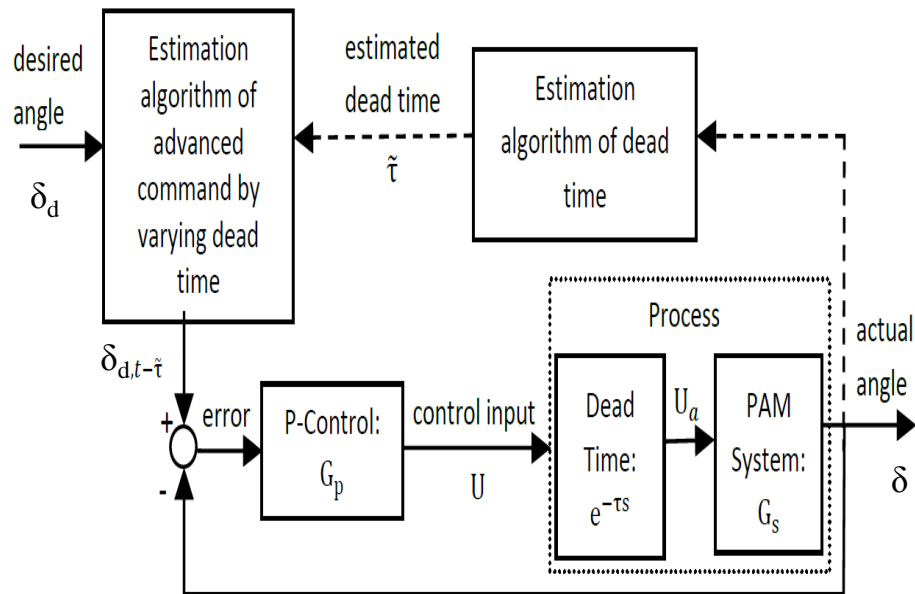 desired
angle
δd
Estimation
algorithm of
advanced
command by
varying dead
time
estimated
dead time
τ̃
Estimation
algorithm of dead
time
δd,t−τ̃
+
-
error
P-Control:
Gp
control input
U
Process
Dead
Time:
e−τs
Ua
PAM
System:
Gs
actual
angle
δ